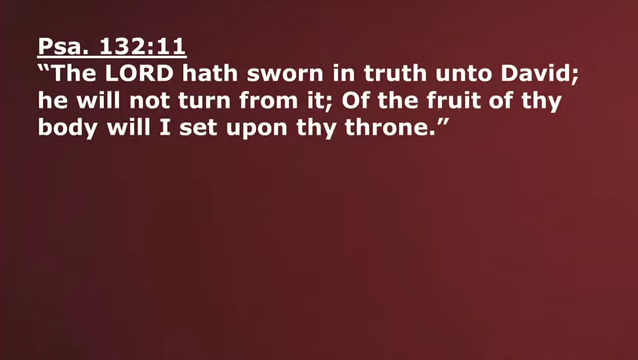 Psa. 132:11
“The LORD hath sworn in truth unto David;
he will not turn from it; Of the fruit of thy
body will I set upon thy throne.”